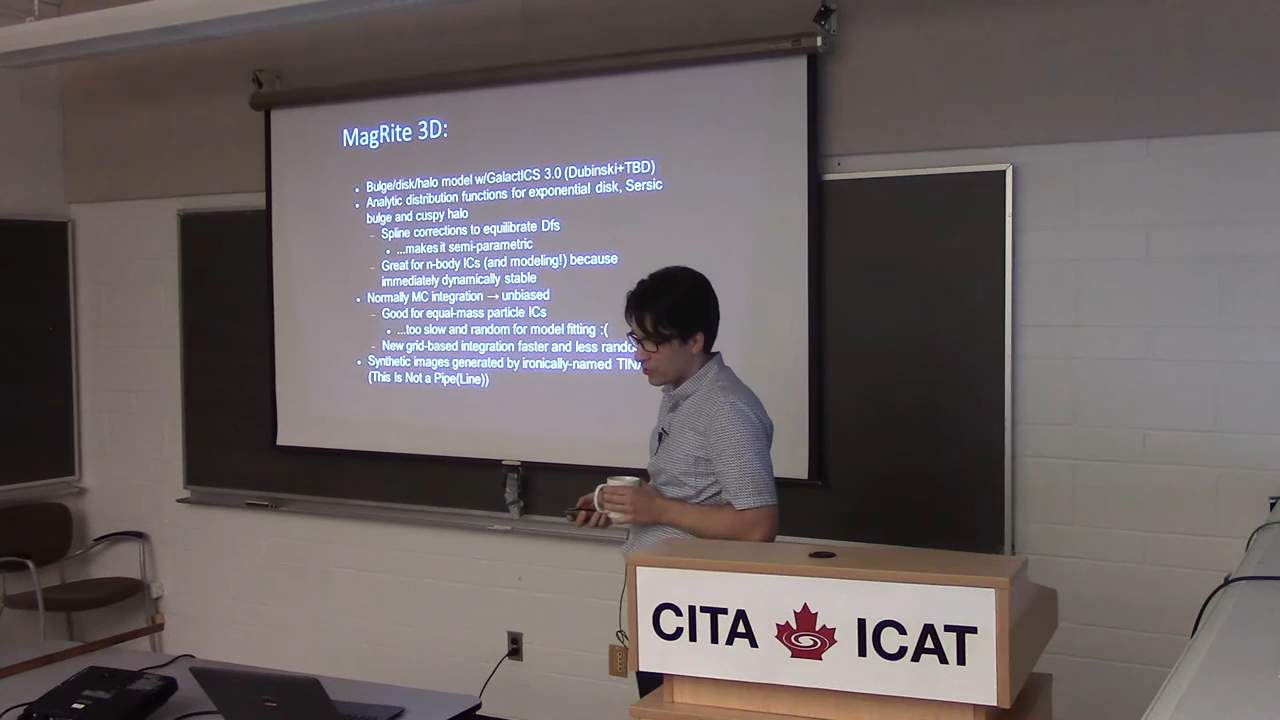 MagRite 3D:
• Bulge/disk/halo model w/GalactICS 3.0 (Dubinski+TBD)
• Analytic distribution functions for exponential disk, Sersic
bulge and cuspy halo
– Spline corrections to equilibrate Dfs
• ...makes it semi-parametric
– Great for n-body ICs (and modeling!) because
immediately dynamically stable
• Normally MC integration → unbiased
– Good for equal-mass particle ICs
• ...too slow and random for model fitting :(
– New grid-based integration faster and less
• Synthetic images generated by ironically-named
(This Is Not a Pipe(Line))
CITA ICAT